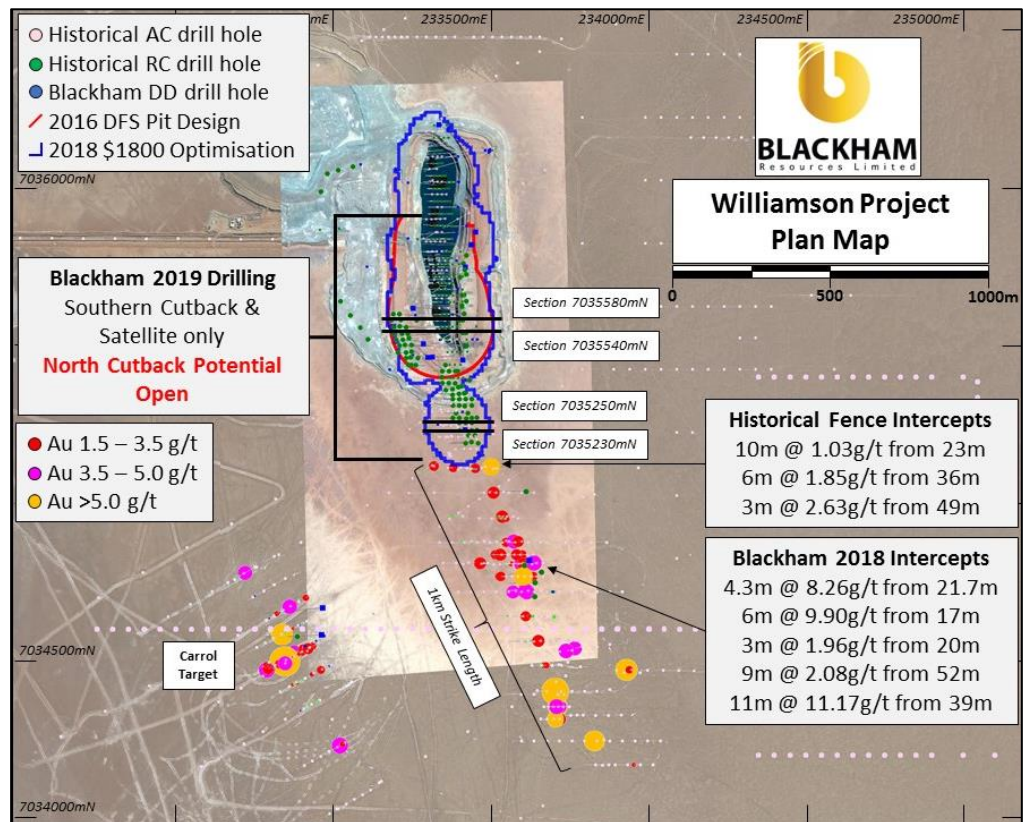 Historical AC drill hole
Historical RC drill hole
Blackham DD drill hole
2016 DFS Pit Design
2018 $1800 Optimisation
mE
233500mE
234000mE
234500mE
235000mE
BLACKHAM
Resources Limited
Williamson Project
Plan Map
0
500
1000m
7036000mN
Blackham 2019 Drilling
Southern Cutback &
Satellite only
North Cutback Potential
Open
Section 7035580mN
Section 7035540mN
Section 7035250mN
Section 7035230mN
Au 1.5 – 3.5 g/t
Au 3.5 – 5.0 g/t
Au >5.0 g/t
Historical Fence Intercepts
10m @ 1.03g/t from 23m
6m @ 1.85g/t from 36m
3m @ 2.63g/t from 49m
Blackham 2018 Intercepts
4.3m @ 8.26g/t from 21.7m
6m @ 9.90g/t from 17m
3m @ 1.96g/t from 20m
9m @ 2.08g/t from 52m
11m @ 11.17g/t from 39m
1km Strike Length
Carrol
Target
7034500mN
7034000mN